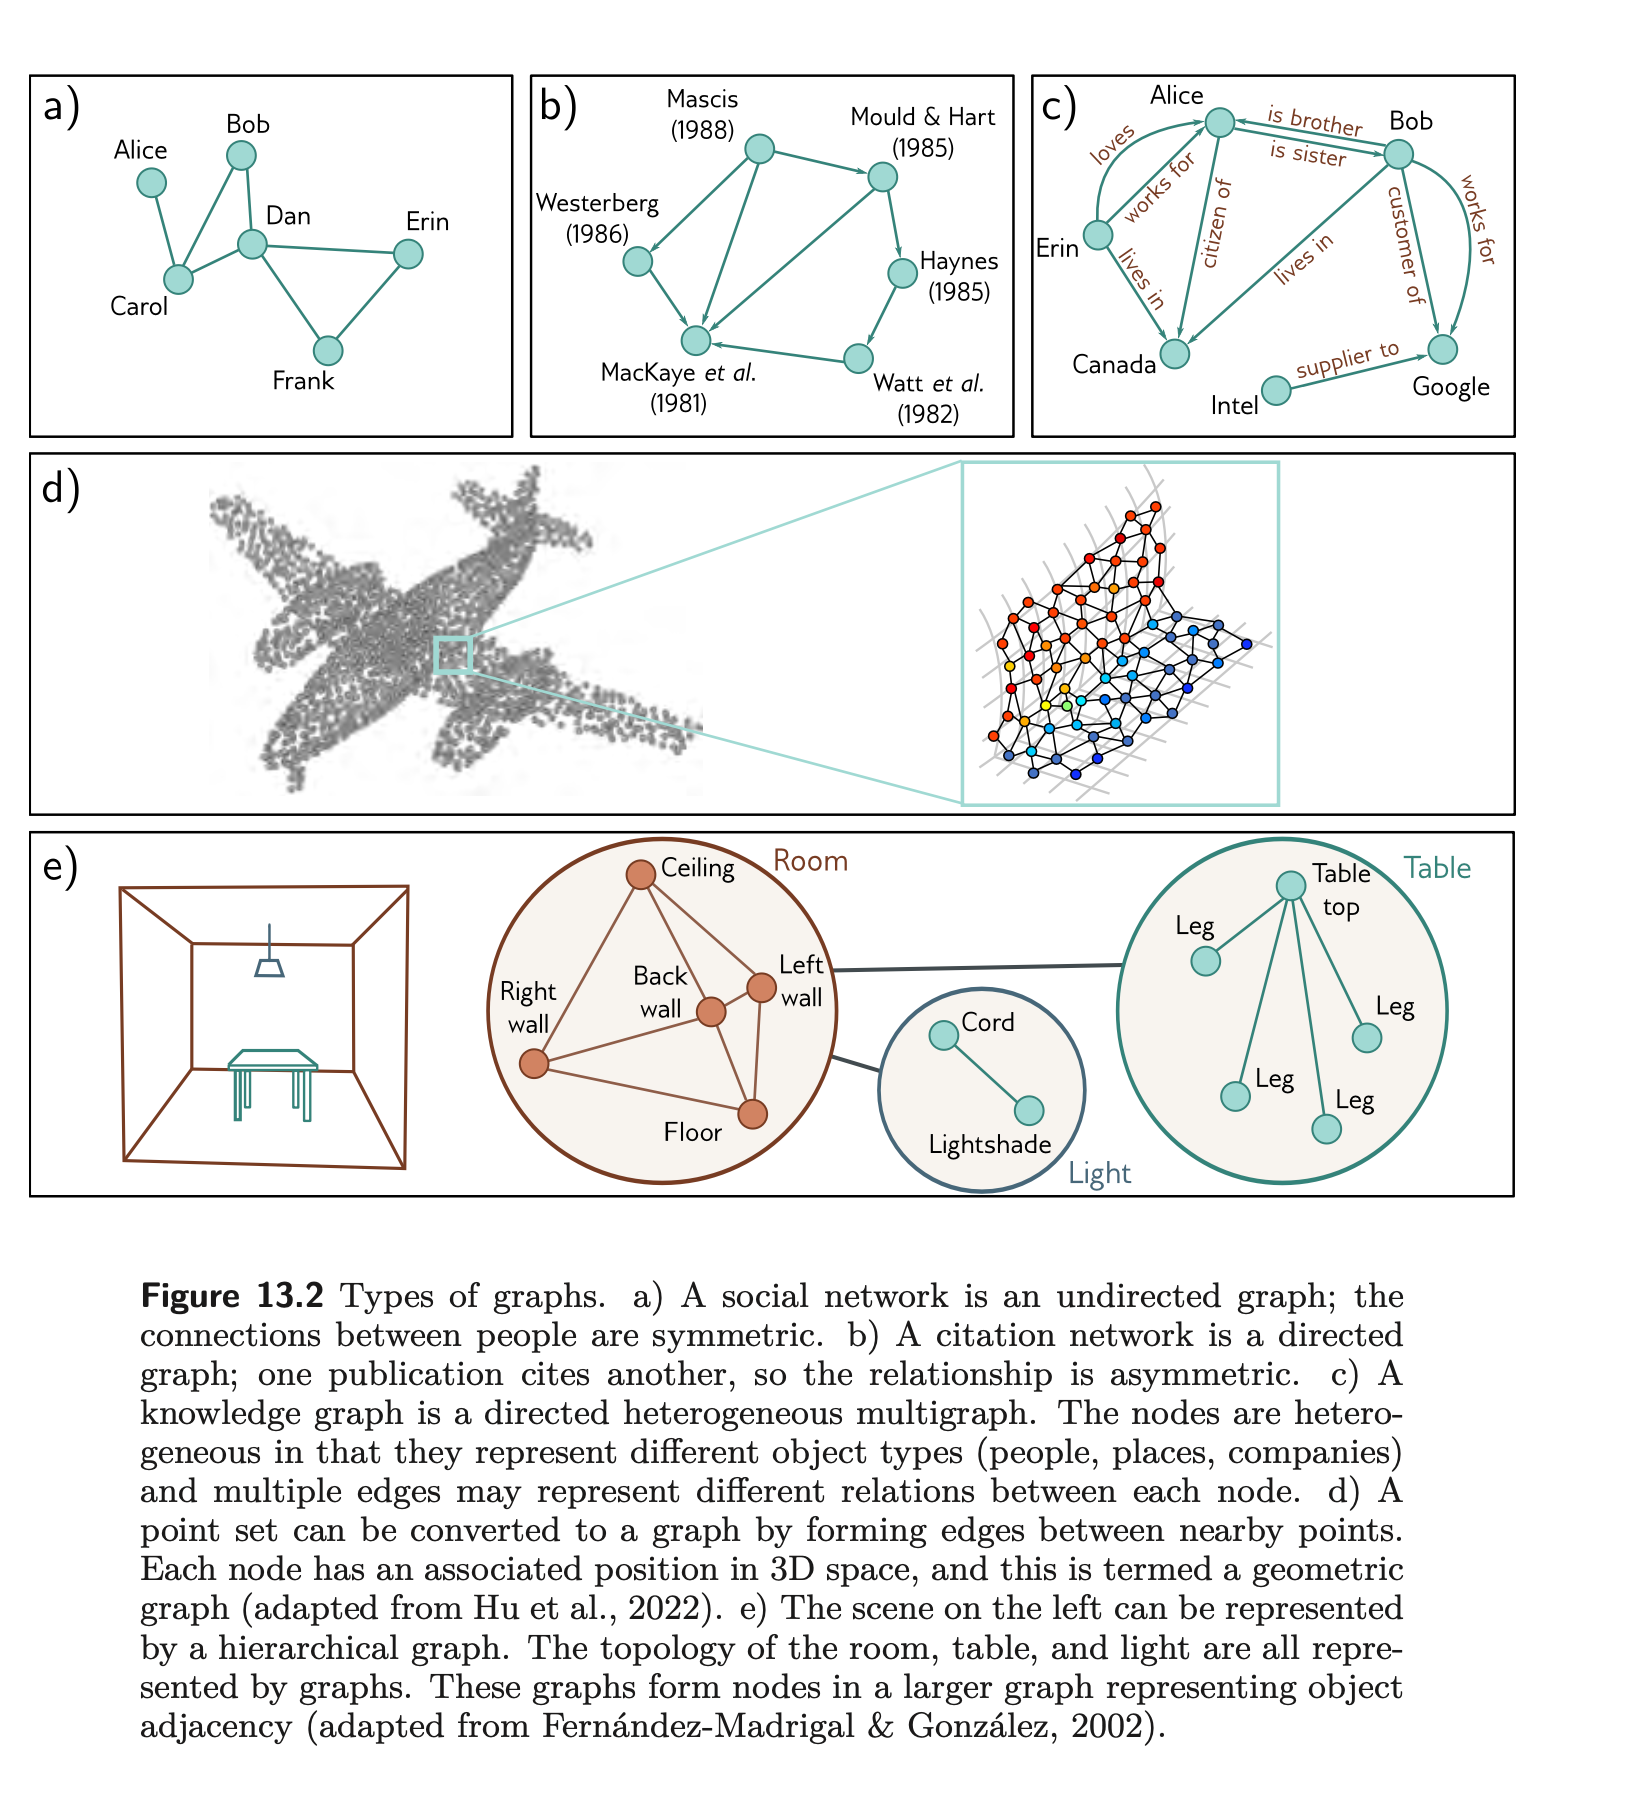 a)
Alice
Bob
Dan
Erin
Carol
Frank
b)
Mascis
(1988)
Mould & Hart
(1985)
Westerberg
(1986)
Haynes
(1985)
MacKaye et al.
(1981)
Watt et al.
(1982)
c)
Alice
is brother
Bob
is sister
loves
works for
works for
citizen of
customer of
Erin
lives in
lives in
Canada
supplier to
Google
Intel
d)
e)
Ceiling
Room
Right
wall
Back
wall
Left
wall
Floor
Cord
Lightshade
Light
Table
top
Table
Leg
Leg
Leg
Leg
Figure 13.2 Types of graphs. a) A social network is an undirected graph; the
connections between people are symmetric. b) A citation network is a directed
graph; one publication cites another, so the relationship is asymmetric. c) A
knowledge graph is a directed heterogeneous multigraph. The nodes are hetero-
geneous in that they represent different object types (people, places, companies)
and multiple edges may represent different relations between each node. d) A
point set can be converted to a graph by forming edges between nearby points.
Each node has an associated position in 3D space, and this is termed a geometric
graph (adapted from Hu et al., 2022). e) The scene on the left can be represented
by a hierarchical graph. The topology of the room, table, and light are all repre-
sented by graphs. These graphs form nodes in a larger graph representing object
adjacency (adapted from Fernández-Madrigal & González, 2002).